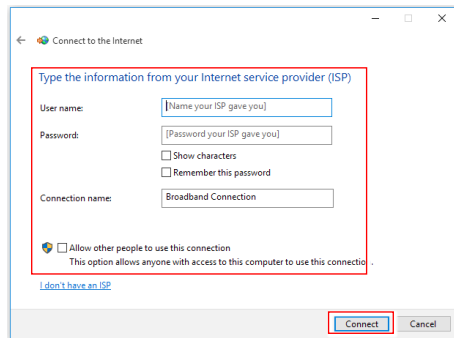 Connect to the Internet
Type the information from your Internet service provider (ISP)
User name:
[Name your ISP gave you]
Password:
[Password your ISP gave you]
Show characters
Remember this password
Connection name:
Broadband Connection
Allow other people to use this connection
This option allows anyone with access to this computer to use this connection.
I don't have an ISP
Connect
Cancel